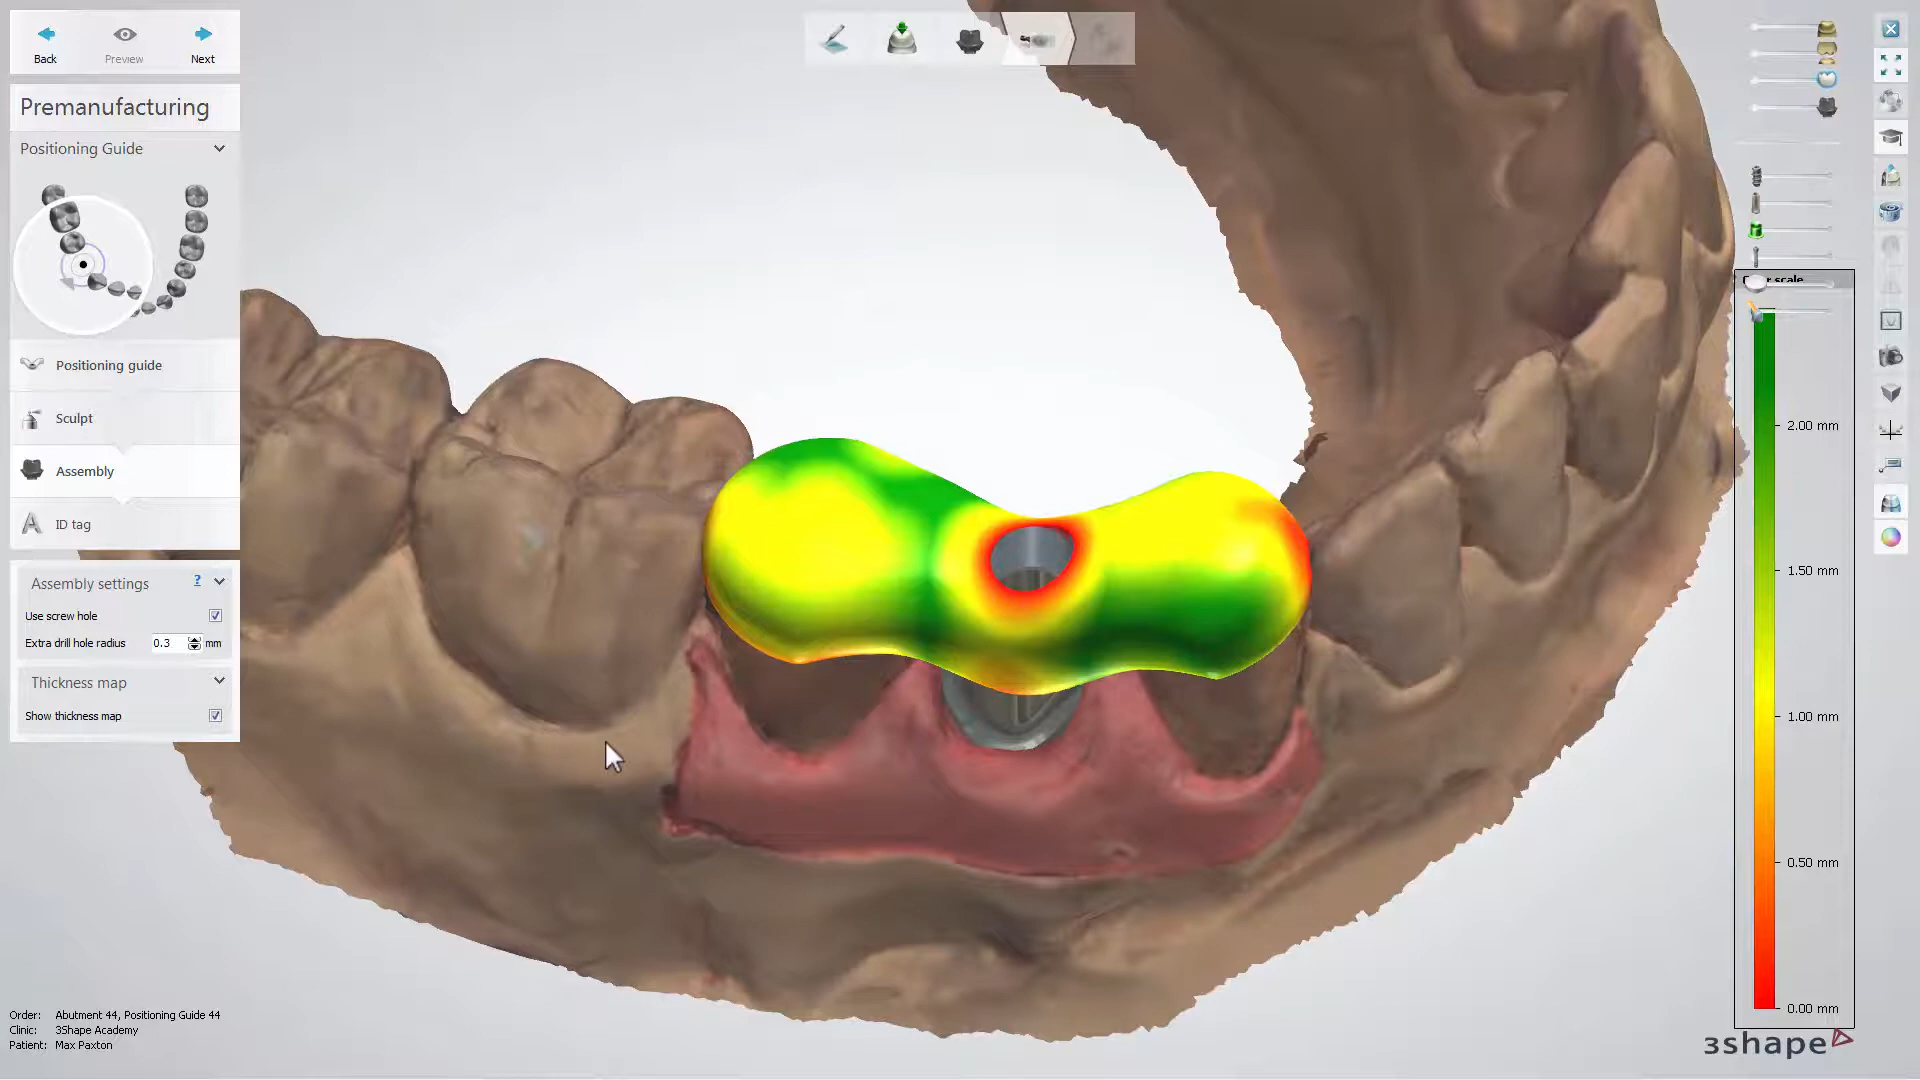 Back
Preview
Next
Premanufacturing
Positioning Guide
Positioning guide
Sculpt
Assembly
A ID tag
Assembly settings ?
Use screw hole
Extra drill hole radius 0.3 mm
Thickness map
Show thickness map
scale
2.00 mm
1.50 mm
1.00 mm
0.50 mm
0.00 mm
Order: Abutment 44, Positioning Guide 44
Clinic: 3Shape Academy
Patient: Max Paxton
3shape